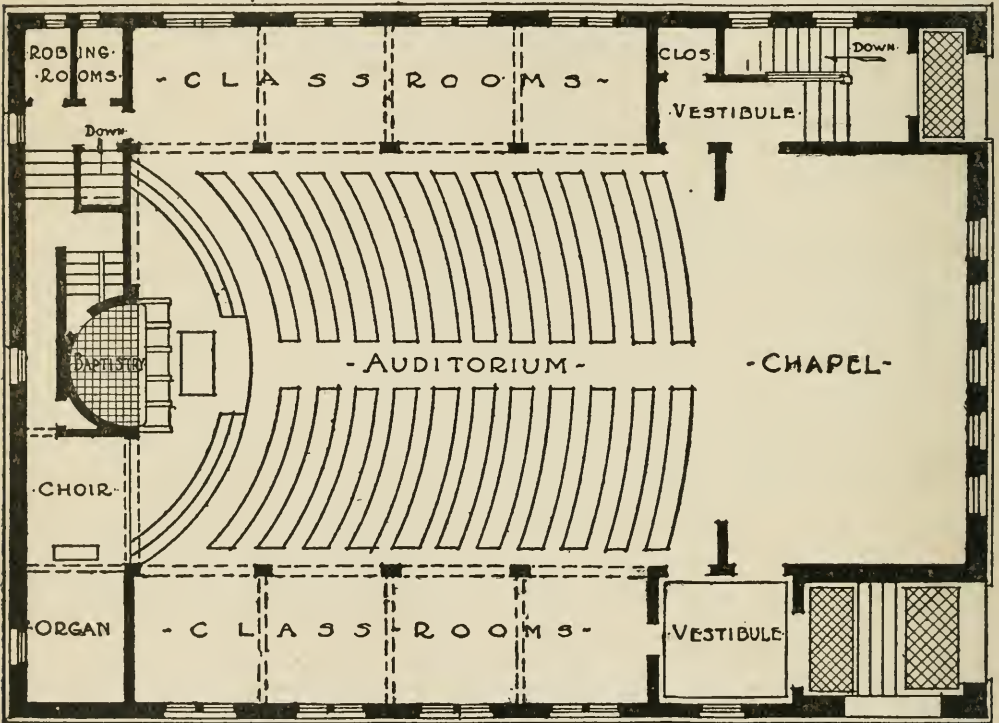 ROBING
·ROOMS·
-CLASS ROOMS-
CLOS
DOWN
·VESTIBULE·
DOWN
BAPTISTRY
-AUDITORIUM-
-CHAPEL-
·CHOIR·
·ORGAN
-CLASS-ROOMS-
·VESTIBULE·